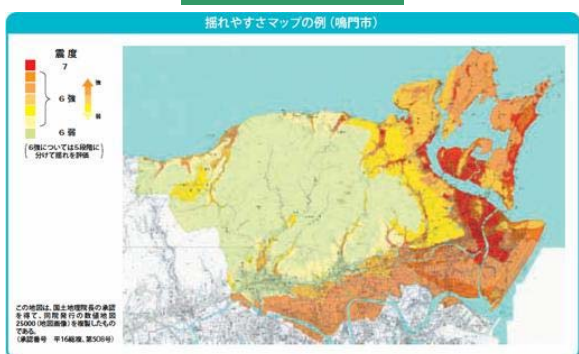 揺れやすさマップの例（鳴門市）
震度
7
6 強
強
弱
6 弱
（6強については5段階に
分けて揺れを評価）
この地図は、国土地理院長の承認
を得て、同院発行の数値地図
25000（地図画像）を複製したもの
である。
（承認番号　平16総複、第508号）